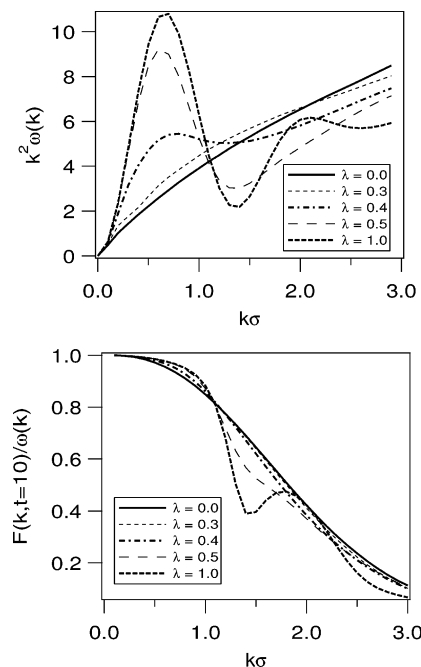 10
8
6
4
2
0
k²ω(k)
λ = 0.0
λ = 0.3
λ = 0.4
λ = 0.5
λ = 1.0
0.0 1.0 2.0 3.0
kσ
1.0
0.8
0.6
0.4
0.2
F(k,t=10)/ω(k)
λ = 0.0
λ = 0.3
λ = 0.4
λ = 0.5
λ = 1.0
0.0 1.0 2.0 3.0
kσ